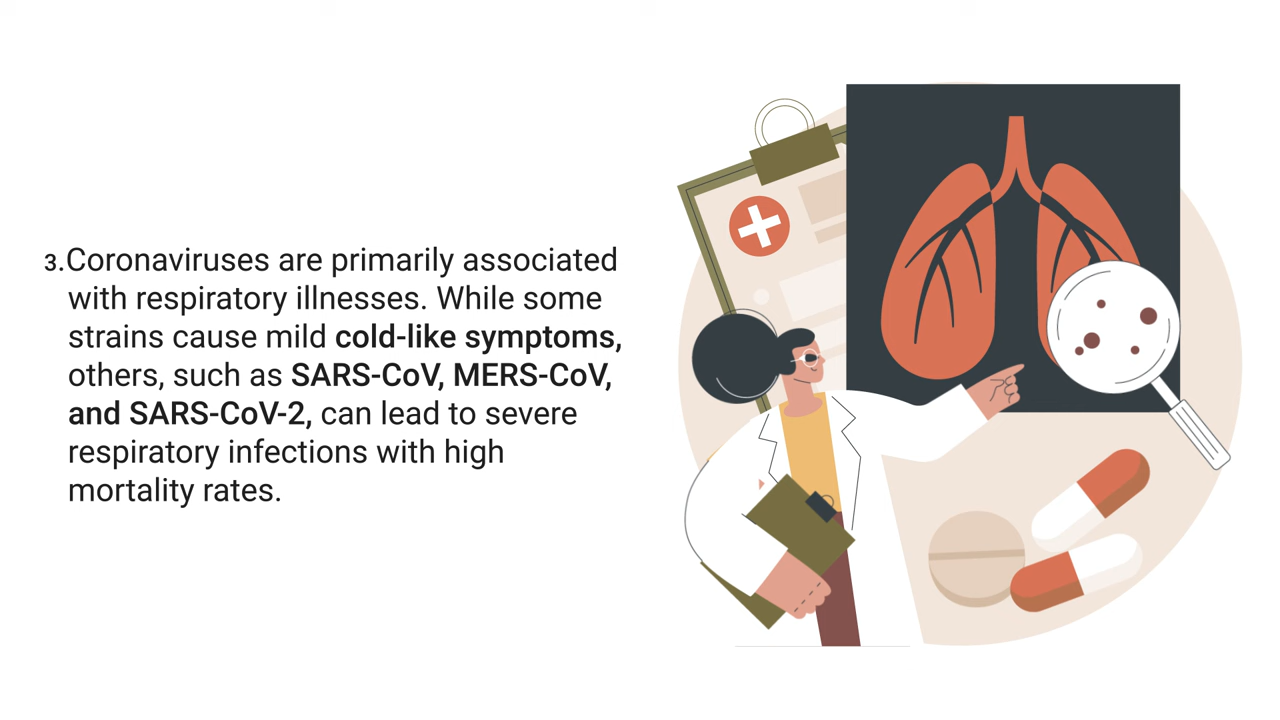 3.Coronaviruses are primarily associated
with respiratory illnesses. While some
strains cause mild cold-like symptoms,
others, such as SARS-CoV, MERS-CoV,
and SARS-CoV-2, can lead to severe
respiratory infections with high
mortality rates.